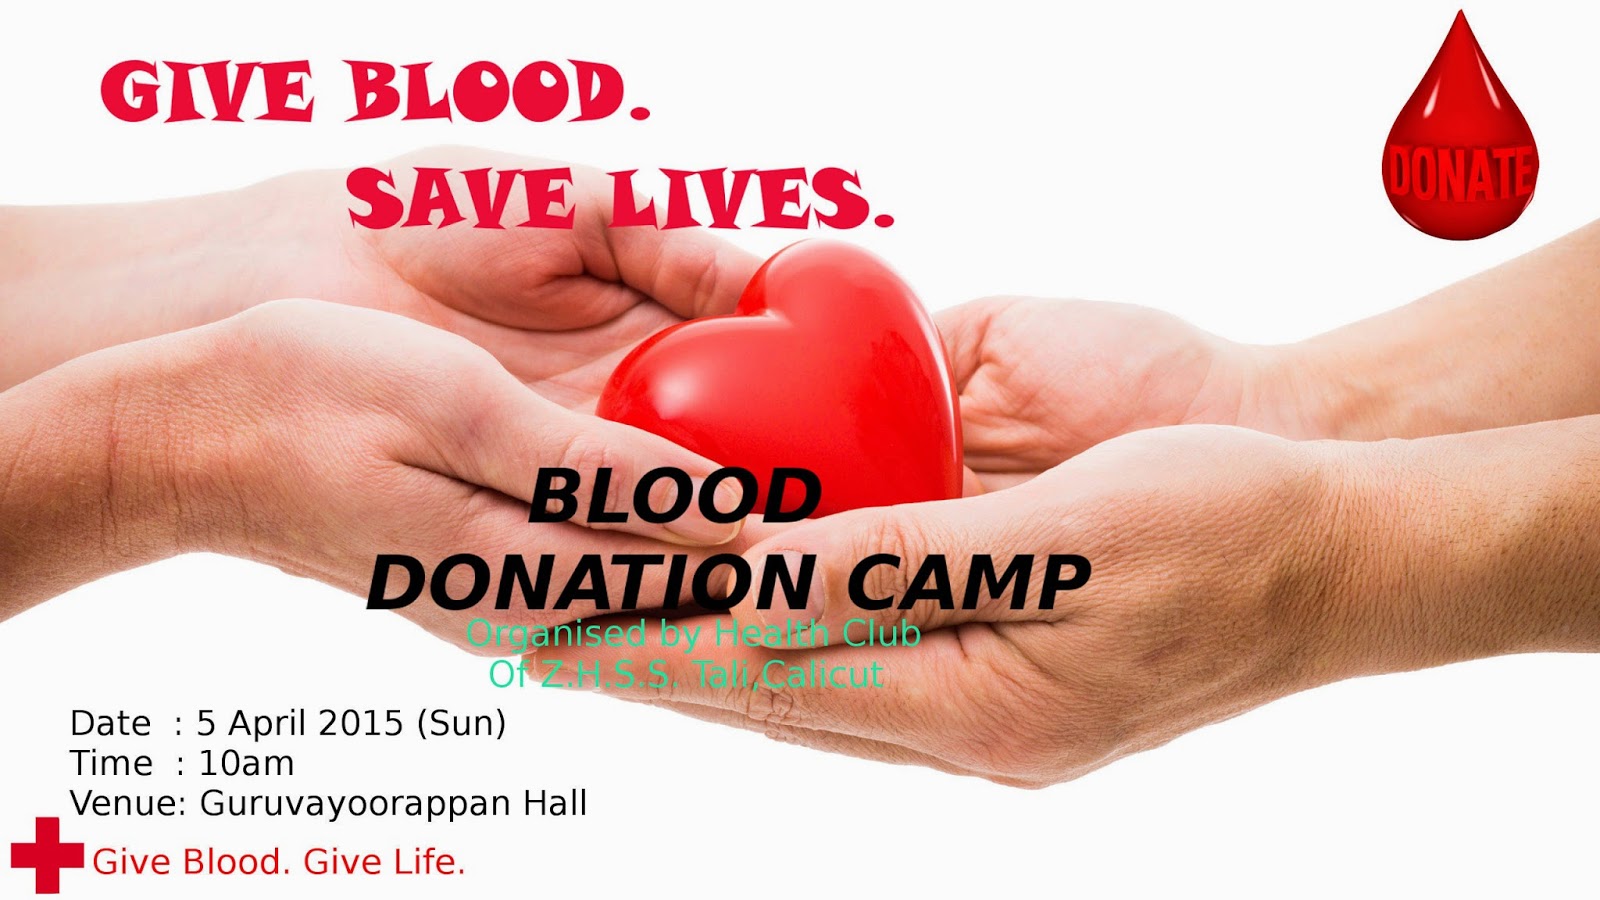 GIVE BLOOD.
SAVE LIVES.
DONATE
BLOOD
DONATION CAMP
Organised by Health Club
Of Z.H.S.S. Tali,Calicut
Date : 5 April 2015 (Sun)
Time : 10am
Venue: Guruvayoorappan Hall
Give Blood. Give Life.